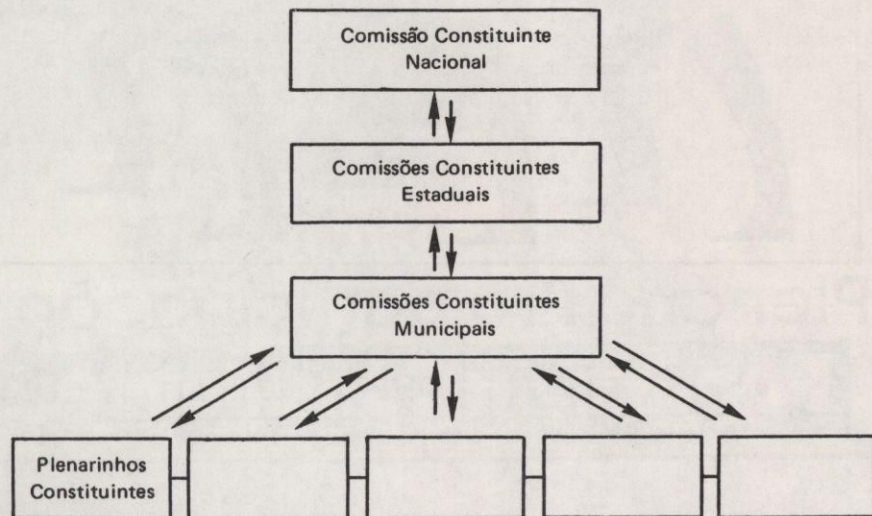 Comissão Constituinte
Nacional
Comissões Constituintes
Estaduais
Comissões Constituintes
Municipais
Plenarinhos
Constituintes